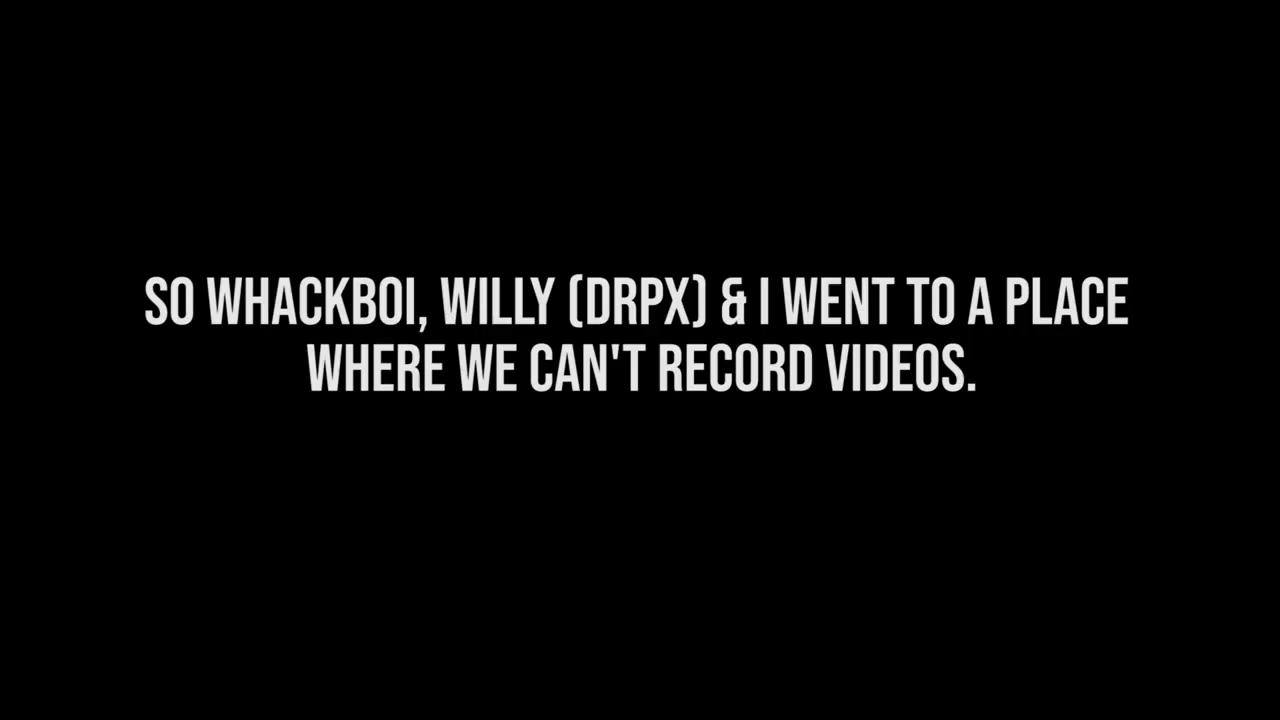 SO WHACKBOI, WILLY (DRPX) & I WENT TO A PLACE
WHERE WE CAN'T RECORD VIDEOS.